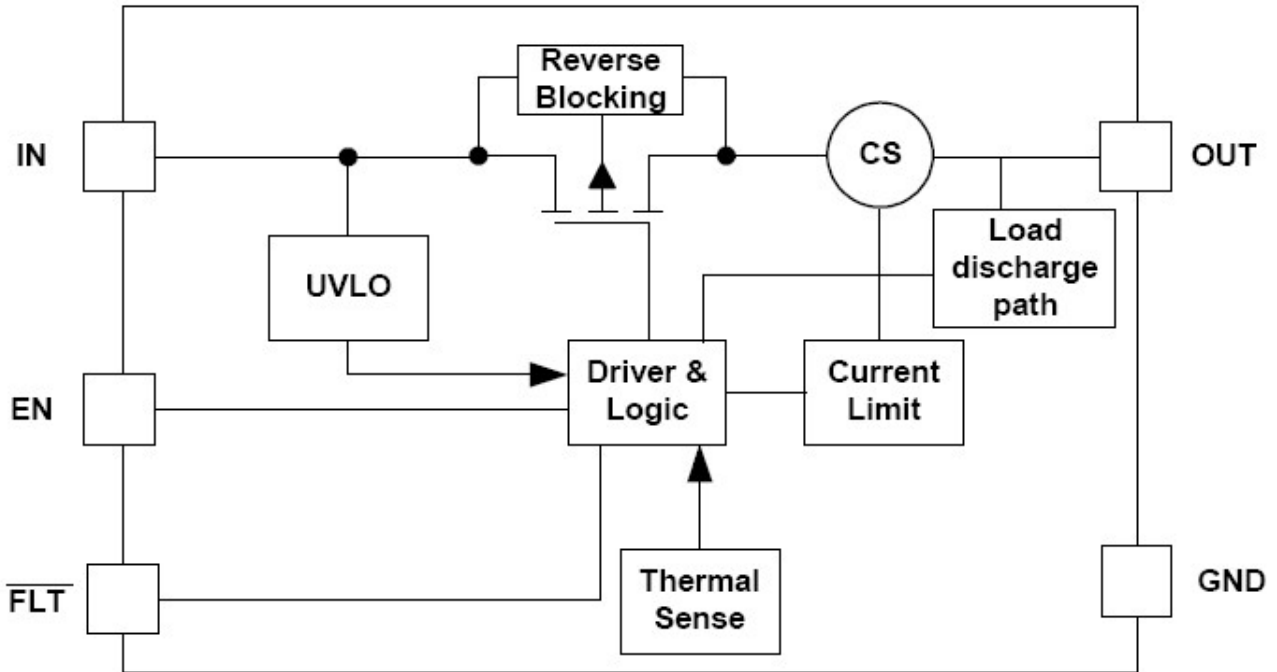 Reverse
Blocking
IN
CS
OUT
UVLO
Load
discharge
path
Driver &
Logic
Current
Limit
EN
Thermal
Sense
FLT
GND